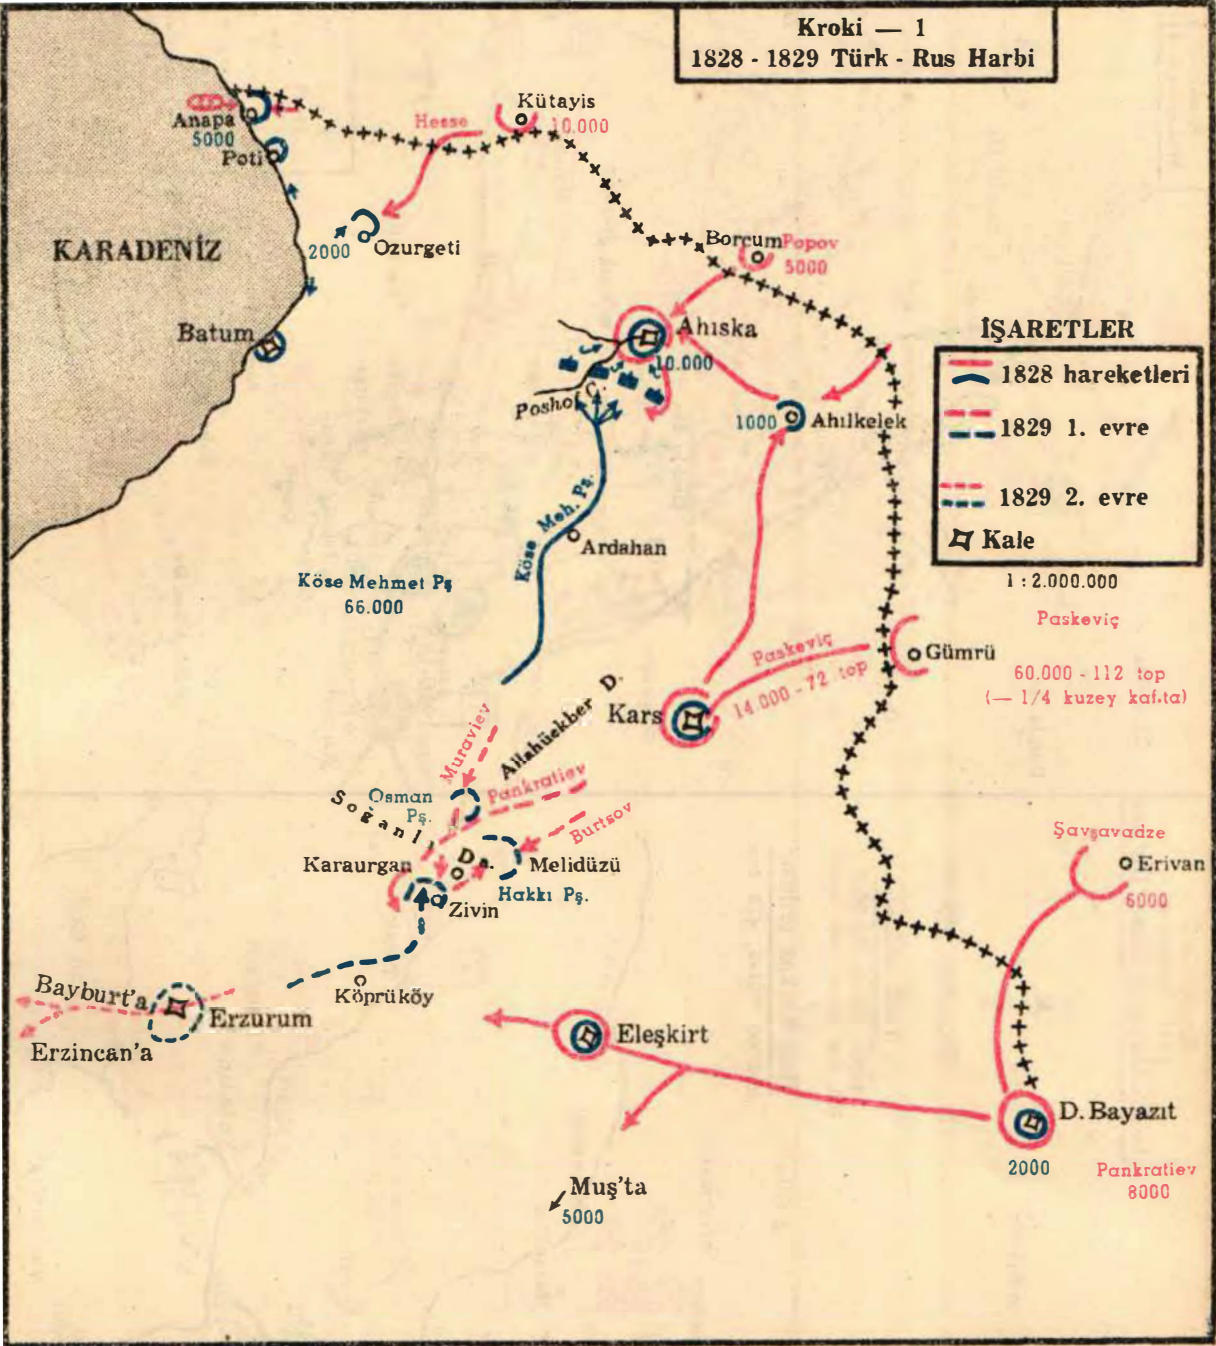 Kroki — 1
1828 - 1829 Türk - Rus Harbi
Kütayis
10.000
Hesse
Anapa
5000
Poti
KARADENİZ
2000
Ozurgeti
Borcum
Popov
5000
Batum
Ahıska
10.000
Poshof Ç.
1000
Ahılkelek
İŞARETLER
1828 hareketleri
1829 1. evre
1829 2. evre
Kale
1 : 2.000.000
Köse Meh. Pş.
Ardahan
Köse Mehmet Pş
66.000
Paskeviç
60.000 - 112 top
(— 1/4 kuzey kaf.ta)
Gümrü
Paskeviç
14.000 - 72 top
Kars
Allahüekber D.
Muraviev
Pankratiev
Osman
Pş.
Burtsov
Soğanlı Da.
Karaurgan
Melidüzü
Hakkı Pş.
Zivin
Şavşavadze
Erivan
6000
Bayburt'a
Köprüköy
Erzurum
Erzincan'a
Eleşkirt
D. Bayazıt
2000
Pankratiev
8000
Muş'ta
5000